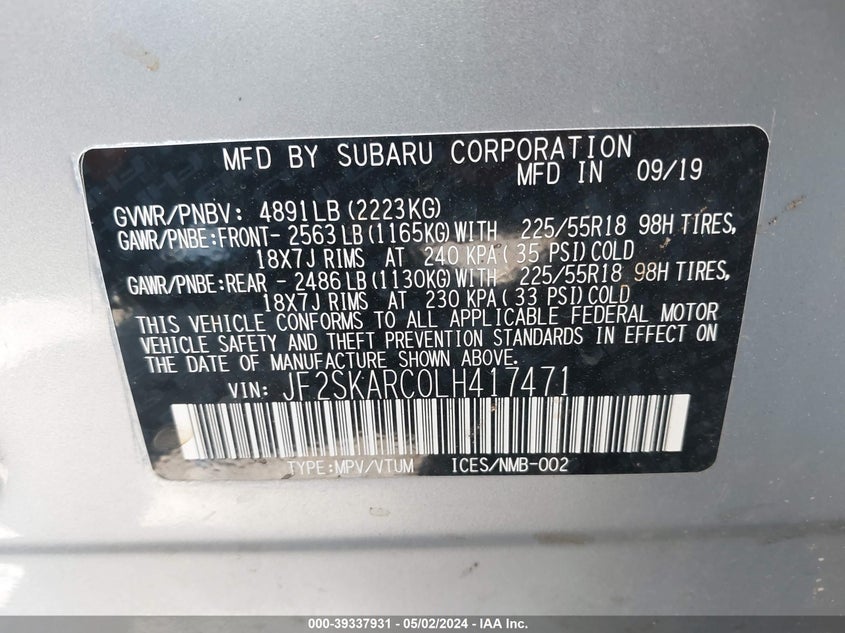 MFD BY SUBARU CORPORATION
MFD IN 09/19
GVWR/PNBV: 4891LB (2223KG)
GAWR/PNBE:FRONT- 2563LB (1165KG) WITH 225/55R18 98H TIRES,
18X7J RIMS AT 240 KPA( 35 PSI) COLD
GAWR/PNBE:REAR - 2486LB (1130KG) WITH 225/55R18 98H TIRES,
18X7J RIMS AT 230 KPA( 33 PSI) COLD
THIS VEHICLE CONFORMS TO ALL APPLICABLE FEDERAL MOTOR
VEHICLE SAFETY AND THEFT PREVENTION STANDARDS IN EFFECT ON
THE DATE OF MANUFACTURE SHOWN ABOVE.
VIN: JF2SKARC0LH417471
TYPE:MPV/VTUM ICES/NMB-002
000-39337931 - 05/02/2024 - IAA Inc.